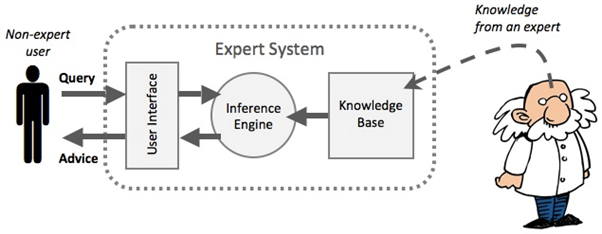 Non-expert
user
Query
Advice
Expert System
User Interface
Inference
Engine
Knowledge
Base
Knowledge
from an expert